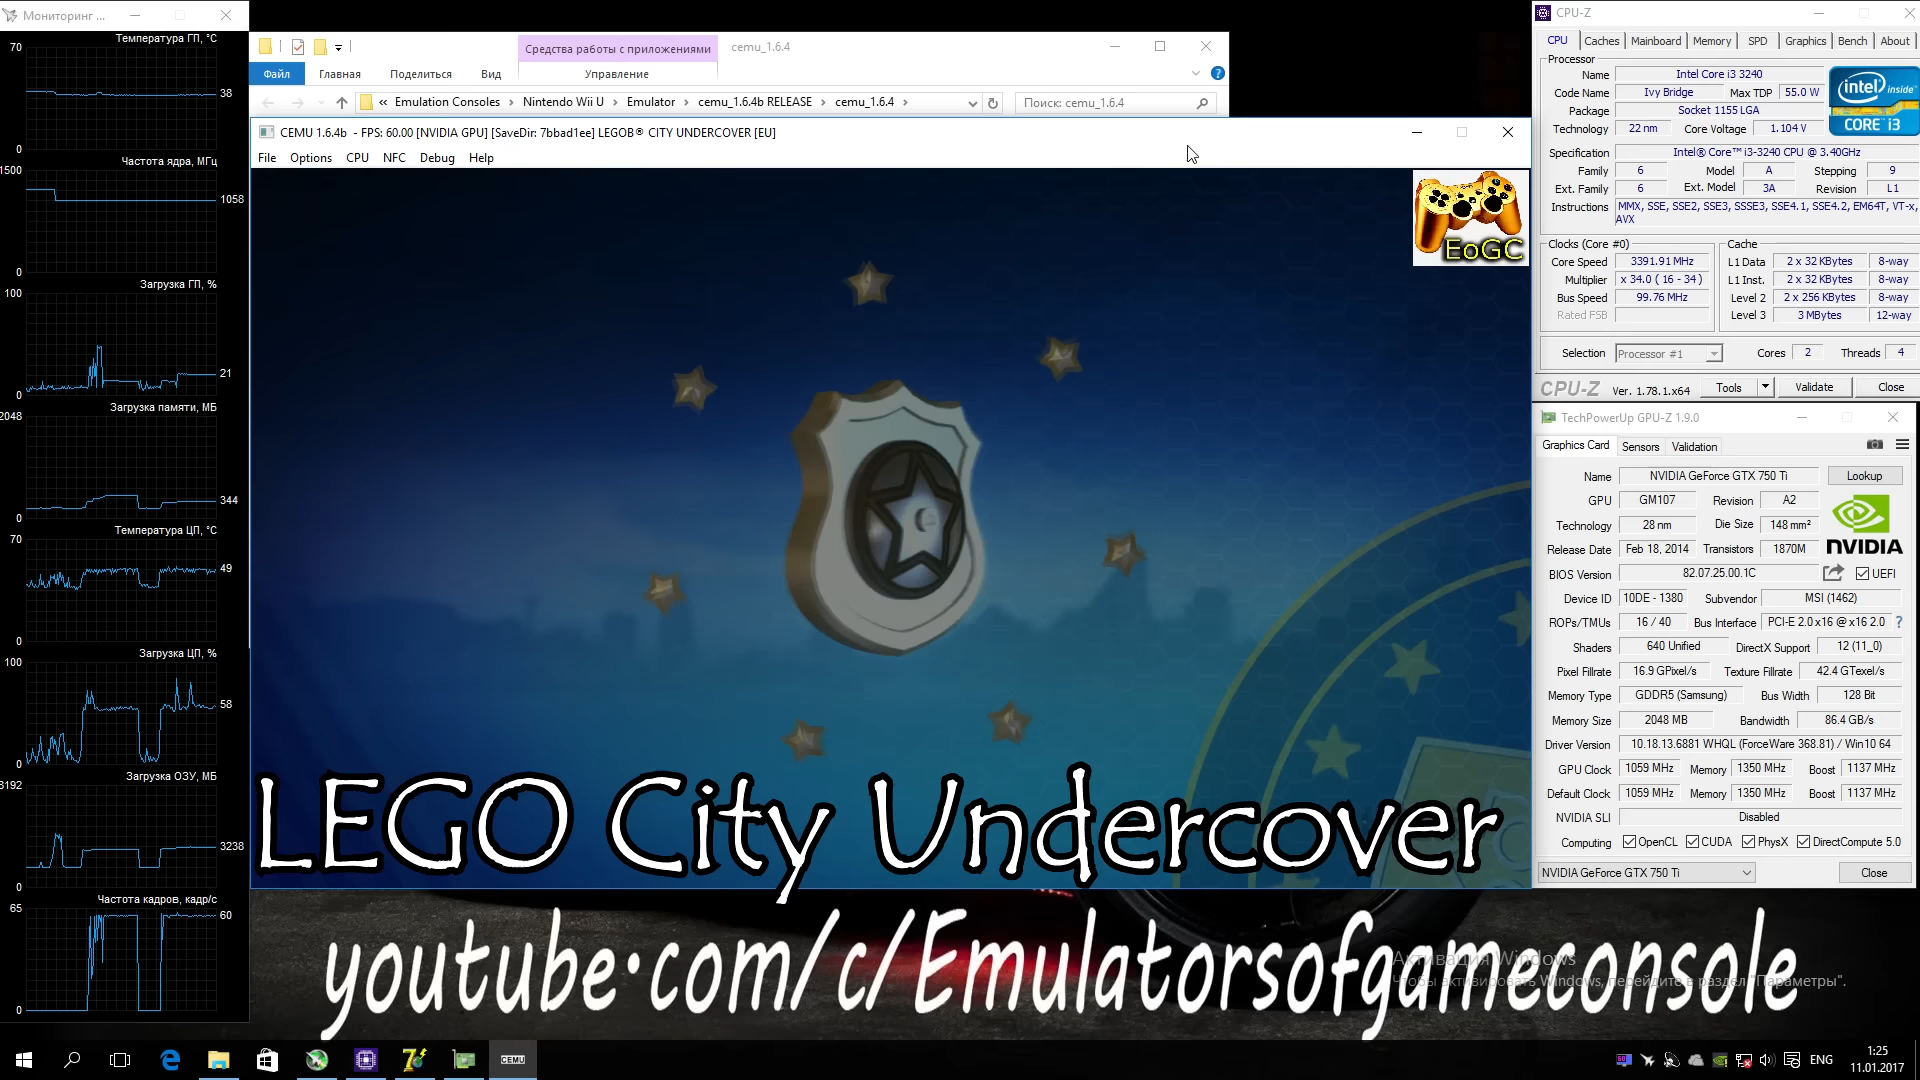 Мониторинг ...
Температура ГП, °C
70
38
0
Частота ядра, МГц
1500
1058
0
Загрузка ГП, %
100
21
0
Загрузка памяти, МБ
2048
344
0
Температура ЦП, °C
70
49
0
Загрузка ЦП, %
100
58
0
Загрузка ОЗУ, МБ
8192
3238
0
Частота кадров, кадр/с
65
60
0
Средства работы с приложениями
cemu_1.6.4
Файл Главная Поделиться Вид Управление
« Emulation Consoles › Nintendo Wii U › Emulator › cemu_1.6.4b RELEASE › cemu_1.6.4 ›
Поиск: cemu_1.6.4
CEMU 1.6.4b - FPS: 60.00 [NVIDIA GPU] [SaveDir: 7bbad1ee] LEGOВ® CITY UNDERCOVER [EU]
File Options CPU NFC Debug Help
EoGC
LEGO City Undercover
youtube.com/c/Emulatorsofgameconsole
CPU-Z
CPU Caches Mainboard Memory SPD Graphics Bench About
Processor
Name Intel Core i3 3240
Code Name Ivy Bridge Max TDP 55.0 W
Package Socket 1155 LGA
Technology 22 nm Core Voltage 1.104 V
intel inside™
CORE i3
Specification Intel® Core™ i3-3240 CPU @ 3.40GHz
Family 6 Model A Stepping 9
Ext. Family 6 Ext. Model 3A Revision L1
Instructions MMX, SSE, SSE2, SSE3, SSSE3, SSE4.1, SSE4.2, EM64T, VT-x,
AVX
Clocks (Core #0)
Core Speed 3391.91 MHz
Multiplier x 34.0 ( 16 - 34 )
Bus Speed 99.76 MHz
Rated FSB
Cache
L1 Data 2 x 32 KBytes 8-way
L1 Inst. 2 x 32 KBytes 8-way
Level 2 2 x 256 KBytes 8-way
Level 3 3 MBytes 12-way
Selection Processor #1 Cores 2 Threads 4
CPU-Z Ver. 1.78.1.x64 Tools Validate Close
TechPowerUp GPU-Z 1.9.0
Graphics Card Sensors Validation
Name NVIDIA GeForce GTX 750 Ti Lookup
GPU GM107 Revision A2
Technology 28 nm Die Size 148 mm²
Release Date Feb 18, 2014 Transistors 1870M
NVIDIA
BIOS Version 82.07.25.00.1C UEFI
Device ID 10DE - 1380 Subvendor MSI (1462)
ROPs/TMUs 16 / 40 Bus Interface PCI-E 2.0 x16 @ x16 2.0 ?
Shaders 640 Unified DirectX Support 12 (11_0)
Pixel Fillrate 16.9 GPixel/s Texture Fillrate 42.4 GTexel/s
Memory Type GDDR5 (Samsung) Bus Width 128 Bit
Memory Size 2048 MB Bandwidth 86.4 GB/s
Driver Version 10.18.13.6881 WHQL (ForceWare 368.81) / Win10 64
GPU Clock 1059 MHz Memory 1350 MHz Boost 1137 MHz
Default Clock 1059 MHz Memory 1350 MHz Boost 1137 MHz
NVIDIA SLI Disabled
Computing OpenCL CUDA PhysX DirectCompute 5.0
NVIDIA GeForce GTX 750 Ti Close
Активация Windows
Чтобы активировать Windows, перейдите в раздел "Параметры".
CEMU
ENG
1:25
11.01.2017